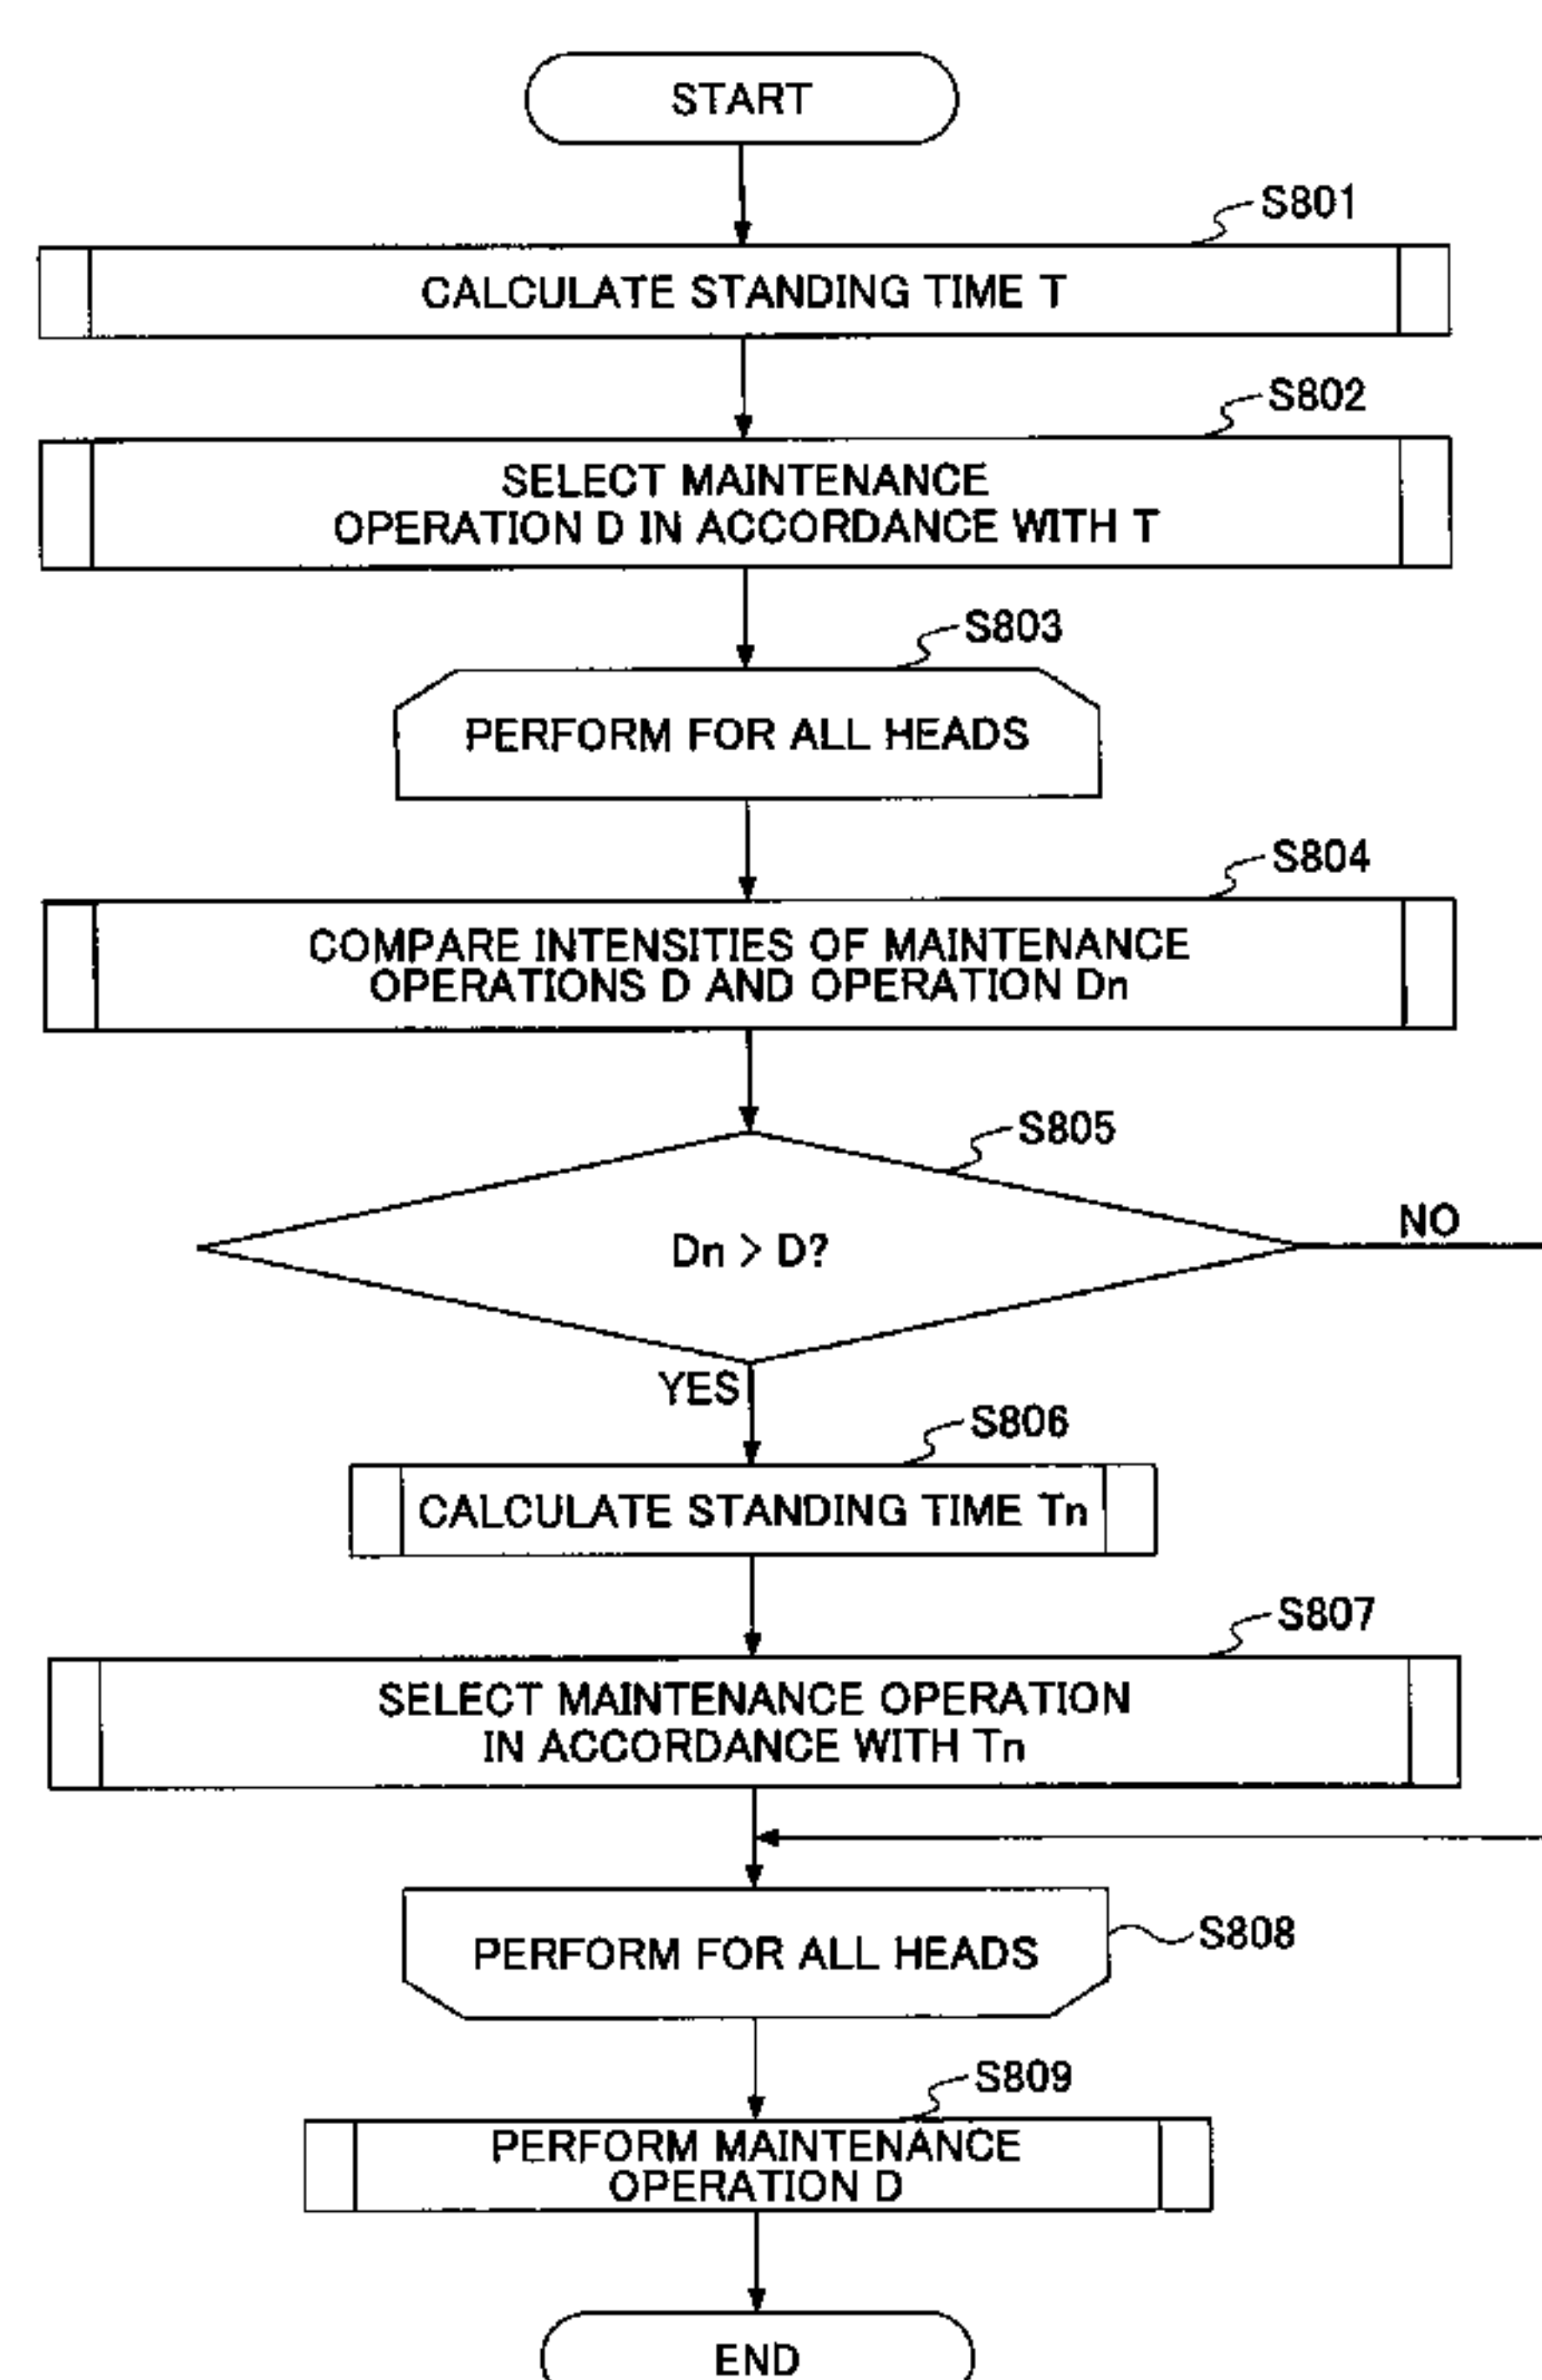 START
S801
CALCULATE STANDING TIME T
S802
SELECT MAINTENANCE
OPERATION D IN ACCORDANCE WITH T
S803
PERFORM FOR ALL HEADS
S804
COMPARE INTENSITIES OF MAINTENANCE
OPERATIONS D AND OPERATION Dn
S805
Dn > D?
NO
YES
S806
CALCULATE STANDING TIME Tn
S807
SELECT MAINTENANCE OPERATION
IN ACCORDANCE WITH Tn
PERFORM FOR ALL HEADS
S808
S809
PERFORM MAINTENANCE
OPERATION D
END